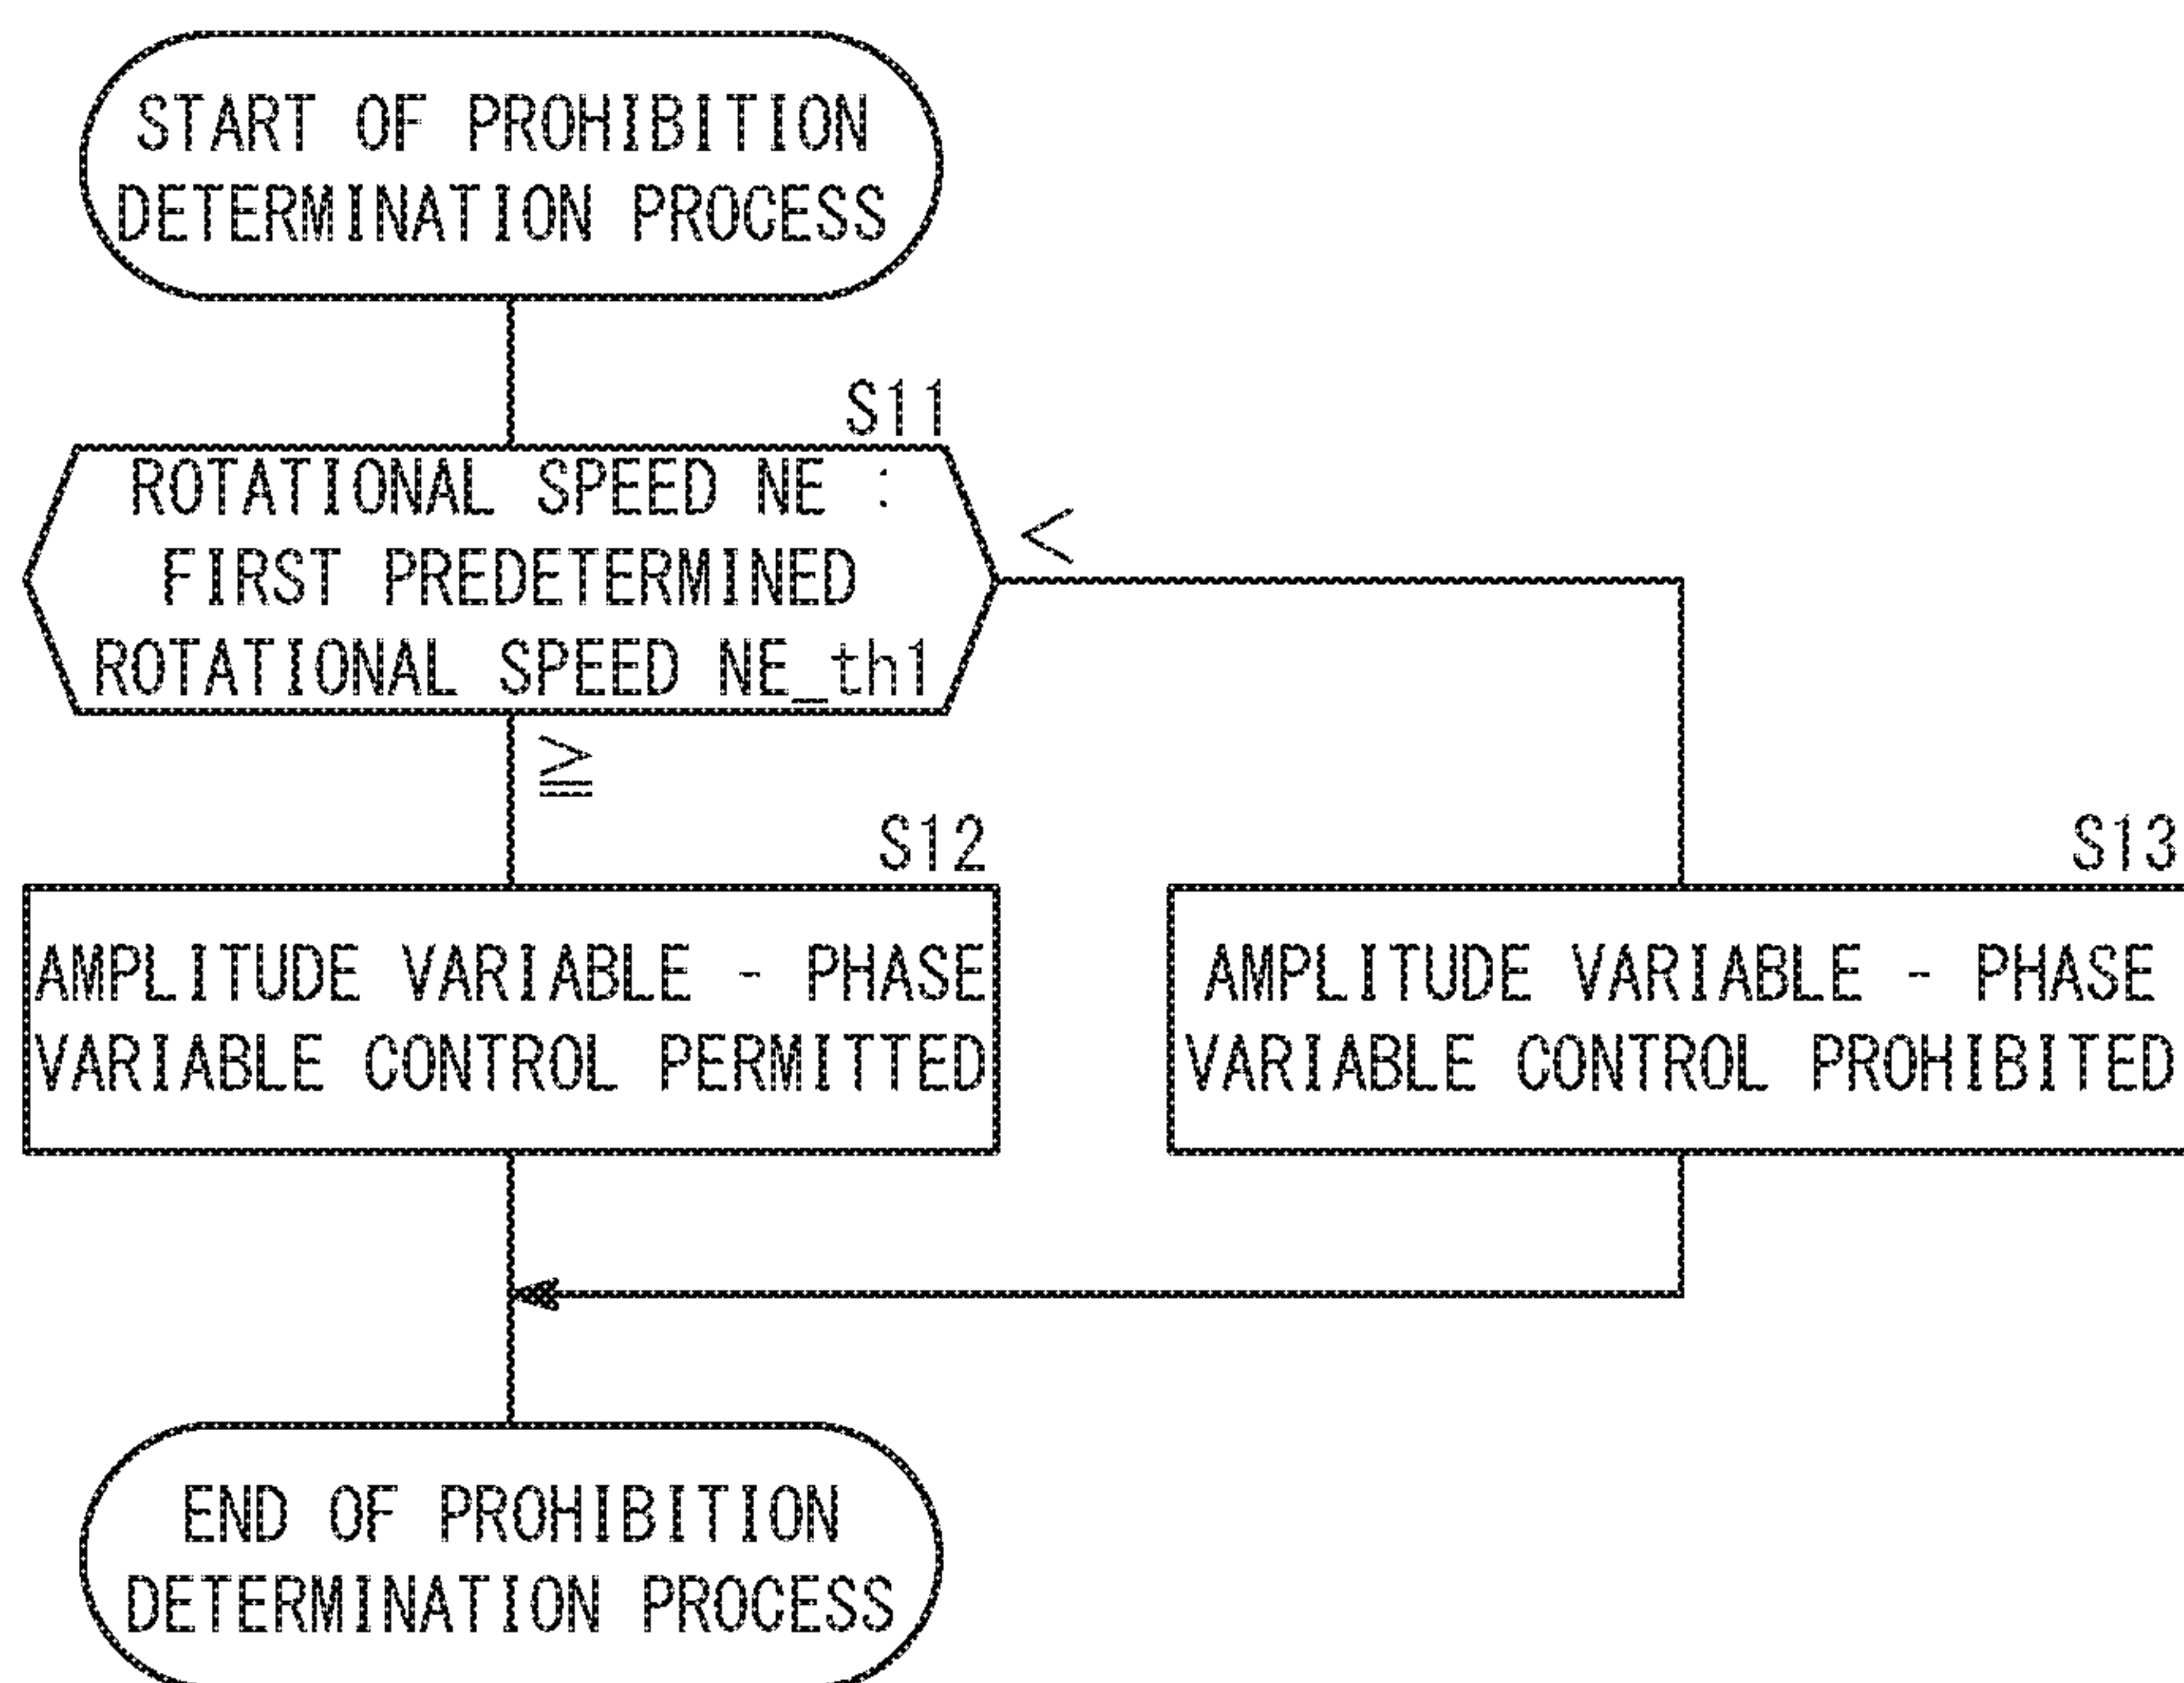 START OF PROHIBITION
DETERMINATION PROCESS
S11
ROTATIONAL SPEED NE :
FIRST PREDETERMINED
ROTATIONAL SPEED NE_th1
<
≧
S12
AMPLITUDE VARIABLE - PHASE
VARIABLE CONTROL PERMITTED
S13
AMPLITUDE VARIABLE - PHASE
VARIABLE CONTROL PROHIBITED
END OF PROHIBITION
DETERMINATION PROCESS